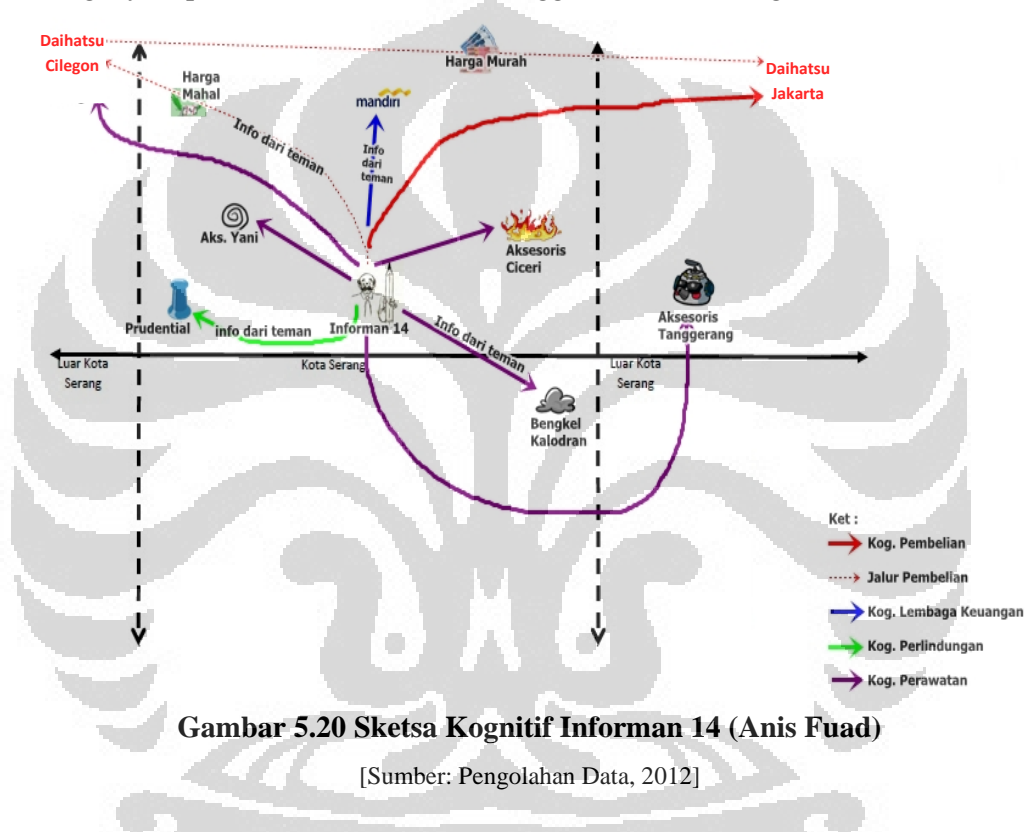 Daihatsu
Cilegon
Harga Murah
Daihatsu
Jakarta
Harga
Mahal
mandiri
Info dari teman
Info
dari
teman
Aks. Yani
Aksesoris
Ciceri
Prudential
info dari teman
Informan 14
Info dari teman
Aksesoris
Tanggerang
Luar Kota
Serang
Kota Serang
Luar Kota
Serang
Bengkel
Kalodran
Ket :
Kog. Pembelian
Jalur Pembelian
Kog. Lembaga Keuangan
Kog. Perlindungan
Kog. Perawatan
Gambar 5.20 Sketsa Kognitif Informan 14 (Anis Fuad)
[Sumber: Pengolahan Data, 2012]